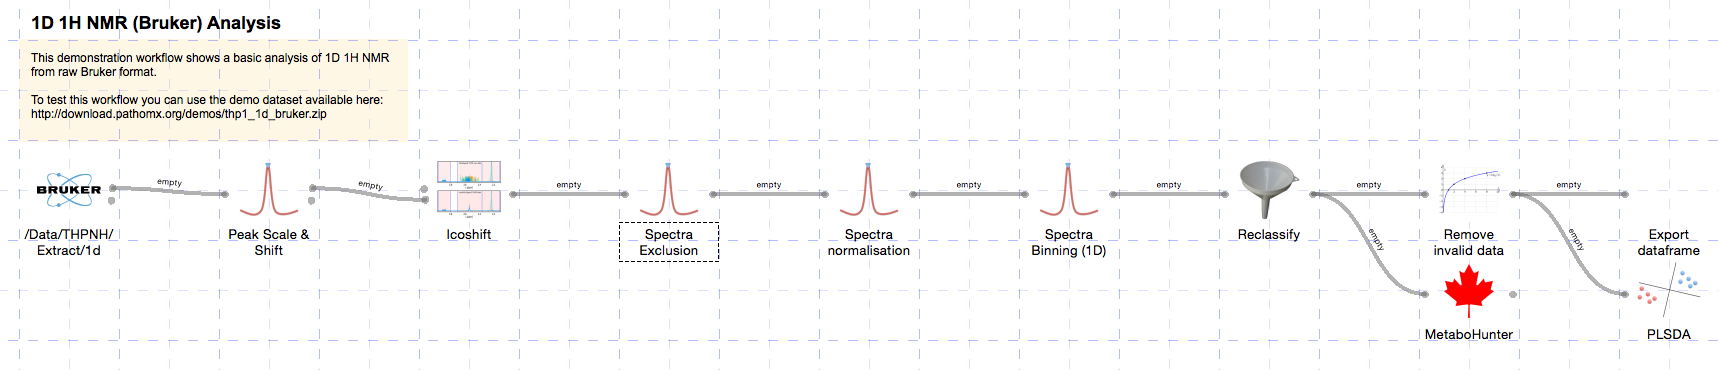 1D 1H NMR (Bruker) Analysis
This demonstration workflow shows a basic analysis of 1D 1H NMR
from raw Bruker format.
To test this workflow you can use the demo dataset available here:
http://download.pathomx.org/demos/thp1_1d_bruker.zip
BRUKER
empty
empty
empty
empty
empty
empty
empty
empty
empty
empty
/Data/THPNH/
Extract/1d
Peak Scale &
Shift
Icoshift
Spectra
Exclusion
Spectra
normalisation
Spectra
Binning (1D)
Reclassify
Remove
invalid data
Export
dataframe
MetaboHunter
PLSDA